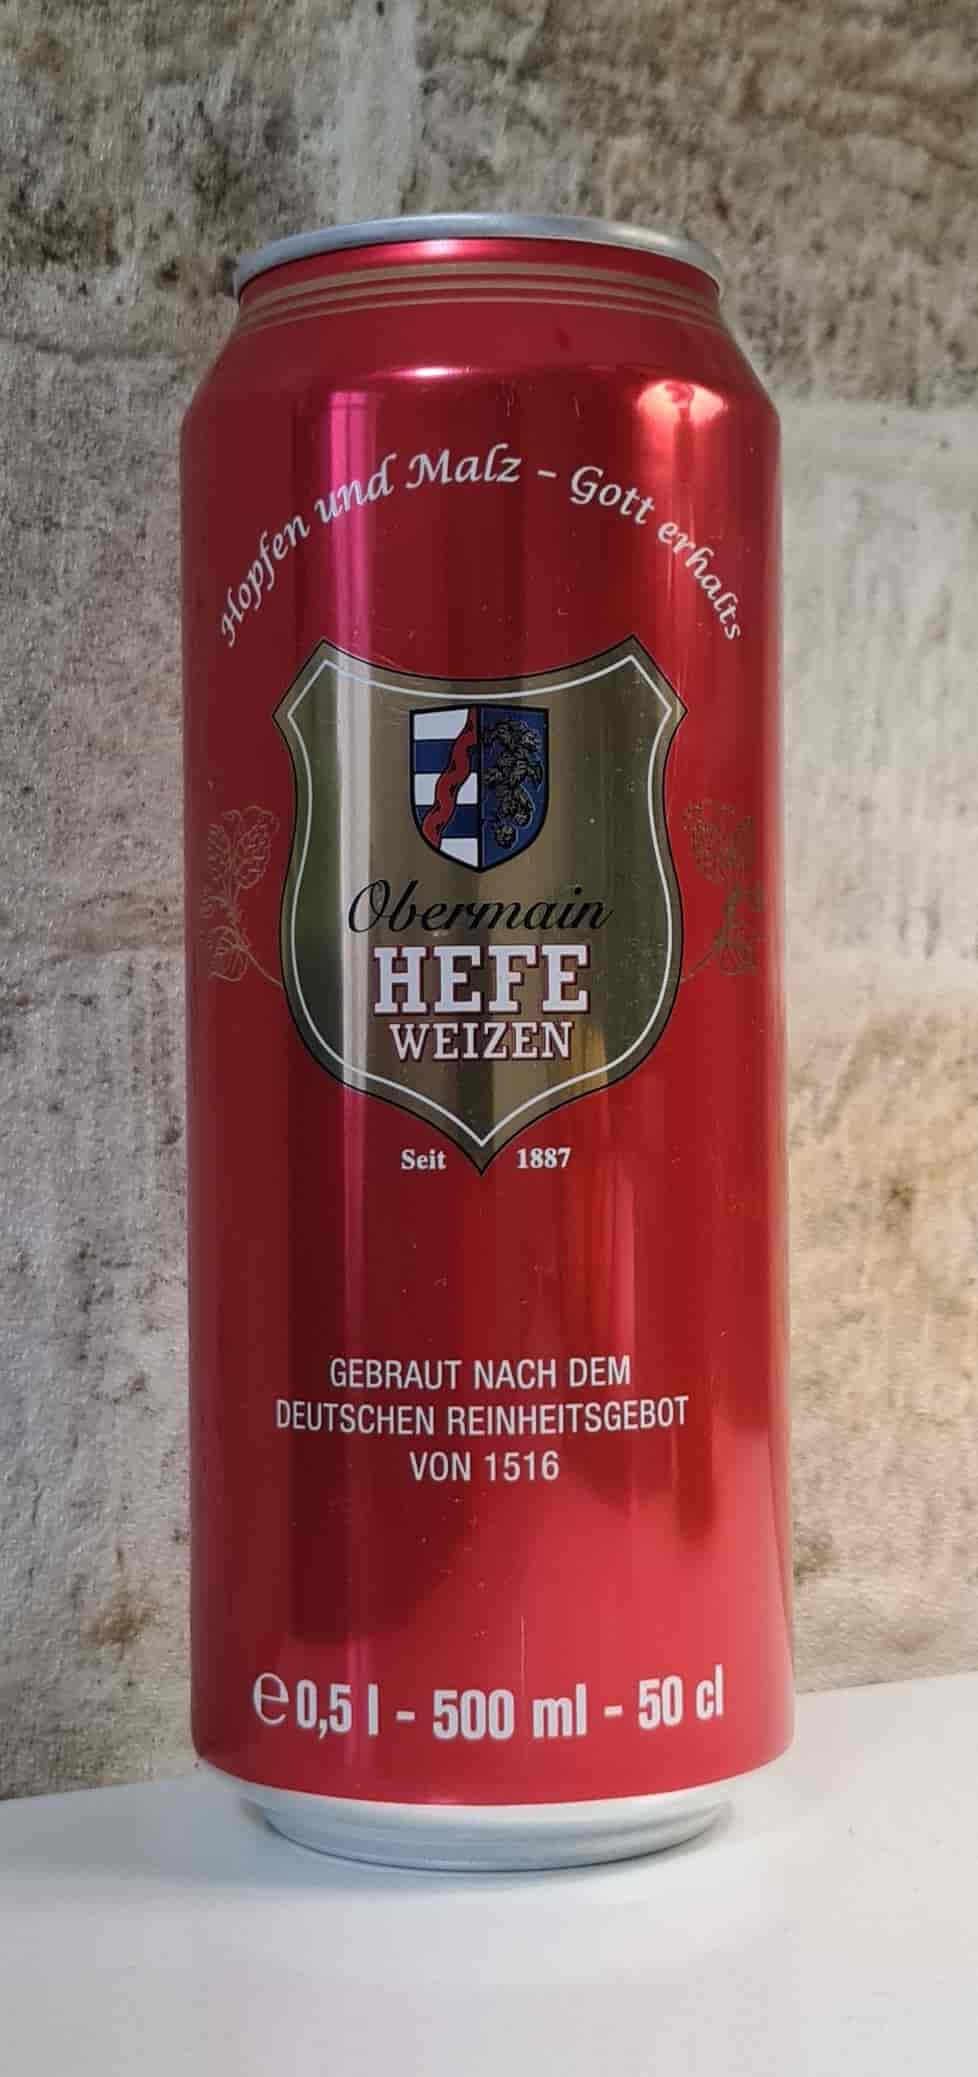 Hopfen und Malz - Gott erhalts
Obermain
HEFE
WEIZEN
Seit 1887
GEBRAUT NACH DEM
DEUTSCHEN REINHEITSGEBOT
VON 1516
℮ 0,5 l - 500 ml - 50 cl